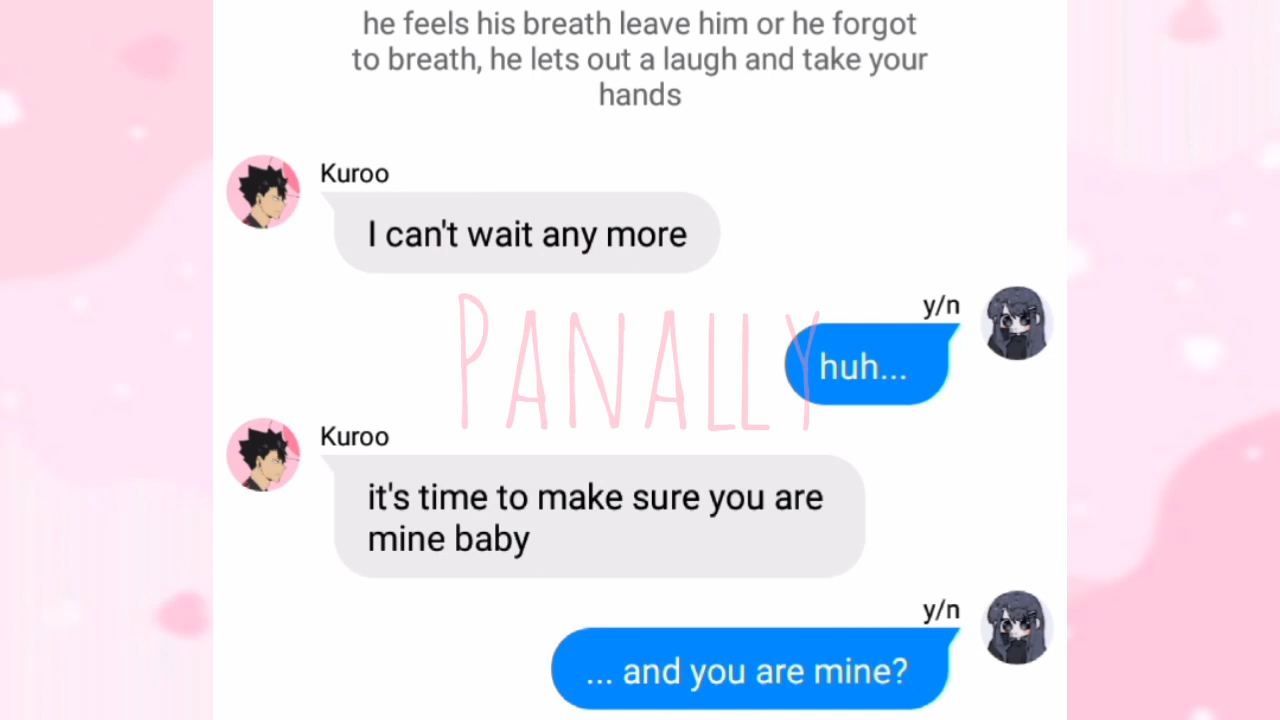 he feels his breath leave him or he forgot
to breath, he lets out a laugh and take your
hands
Kuroo
I can't wait any more
y/n
huh...
PANALLY
Kuroo
it's time to make sure you are
mine baby
y/n
... and you are mine?